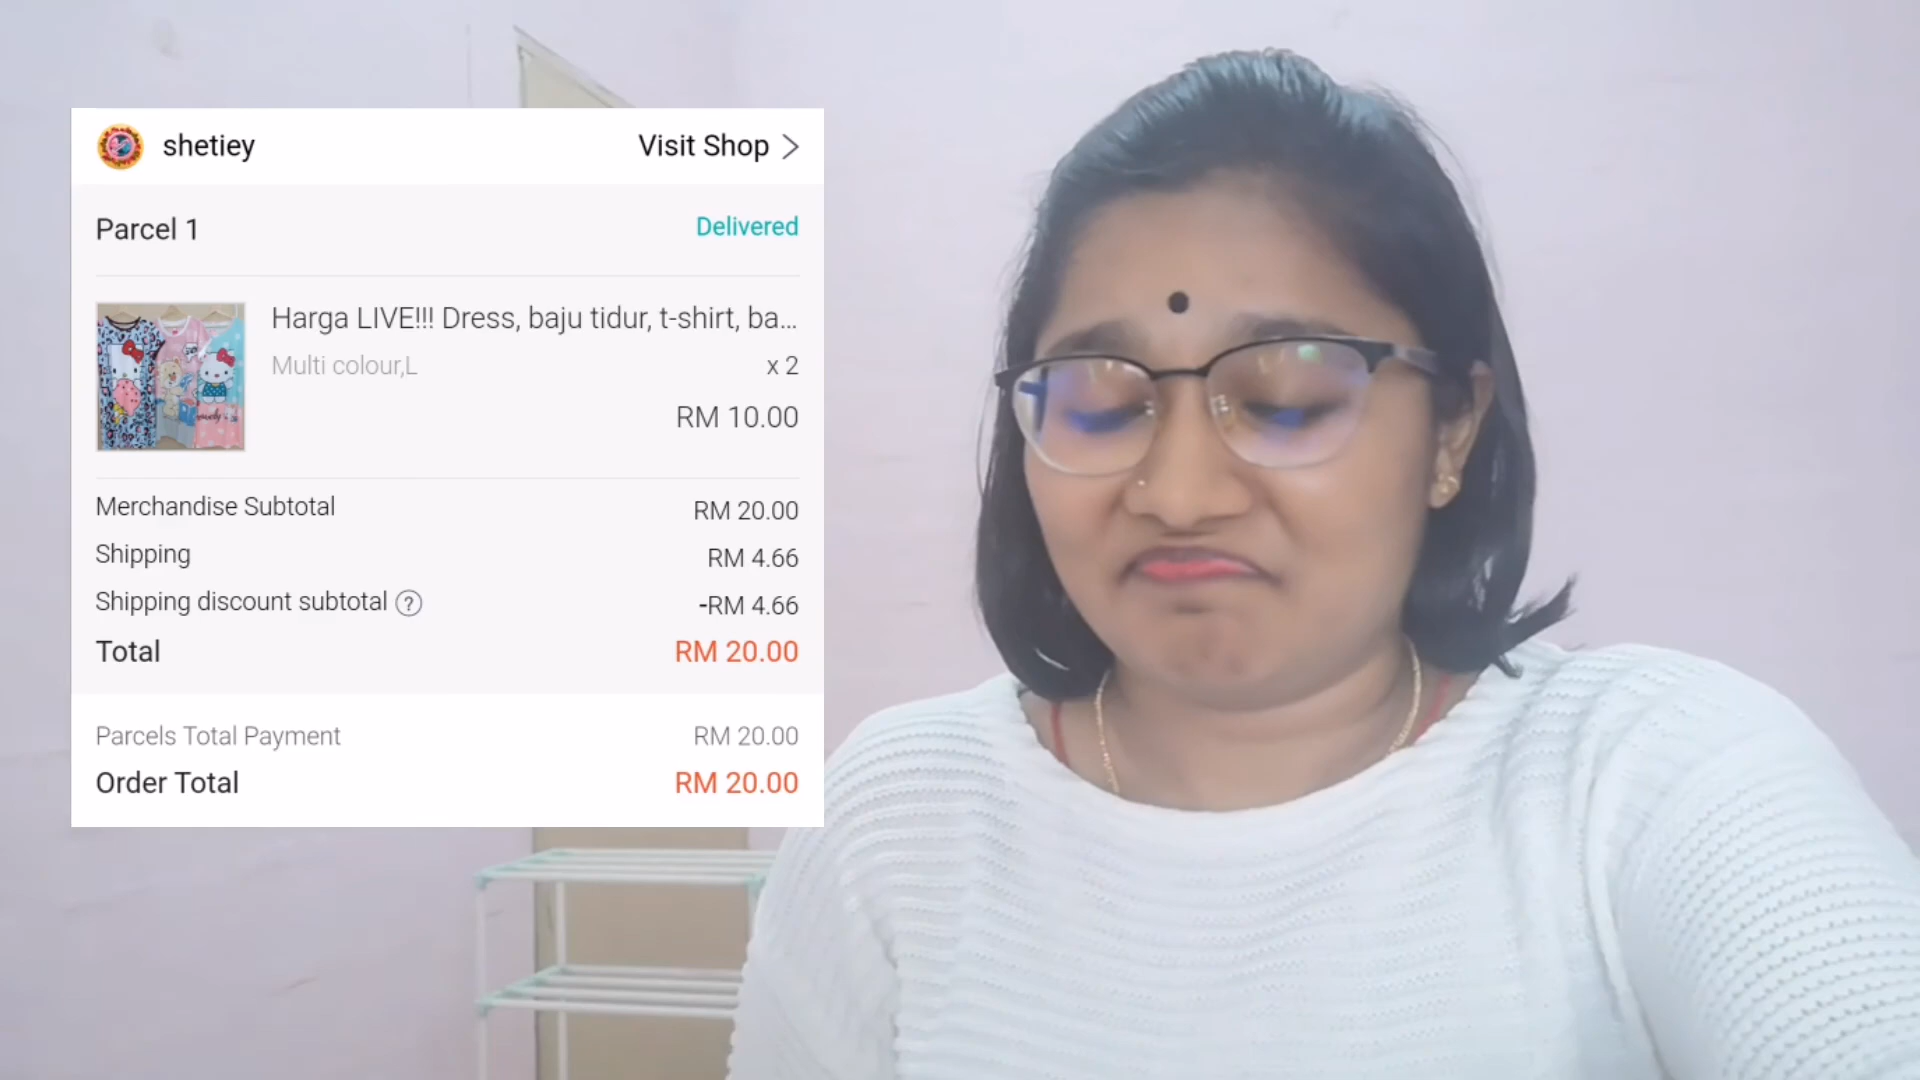 shetiey
Visit Shop
Parcel 1
Delivered
Harga LIVE!!! Dress, baju tidur, t-shirt, ba...
Multi colour,L
x 2
RM 10.00
Merchandise Subtotal
RM 20.00
Shipping
RM 4.66
Shipping discount subtotal ?
-RM 4.66
Total
RM 20.00
Parcels Total Payment
RM 20.00
Order Total
RM 20.00